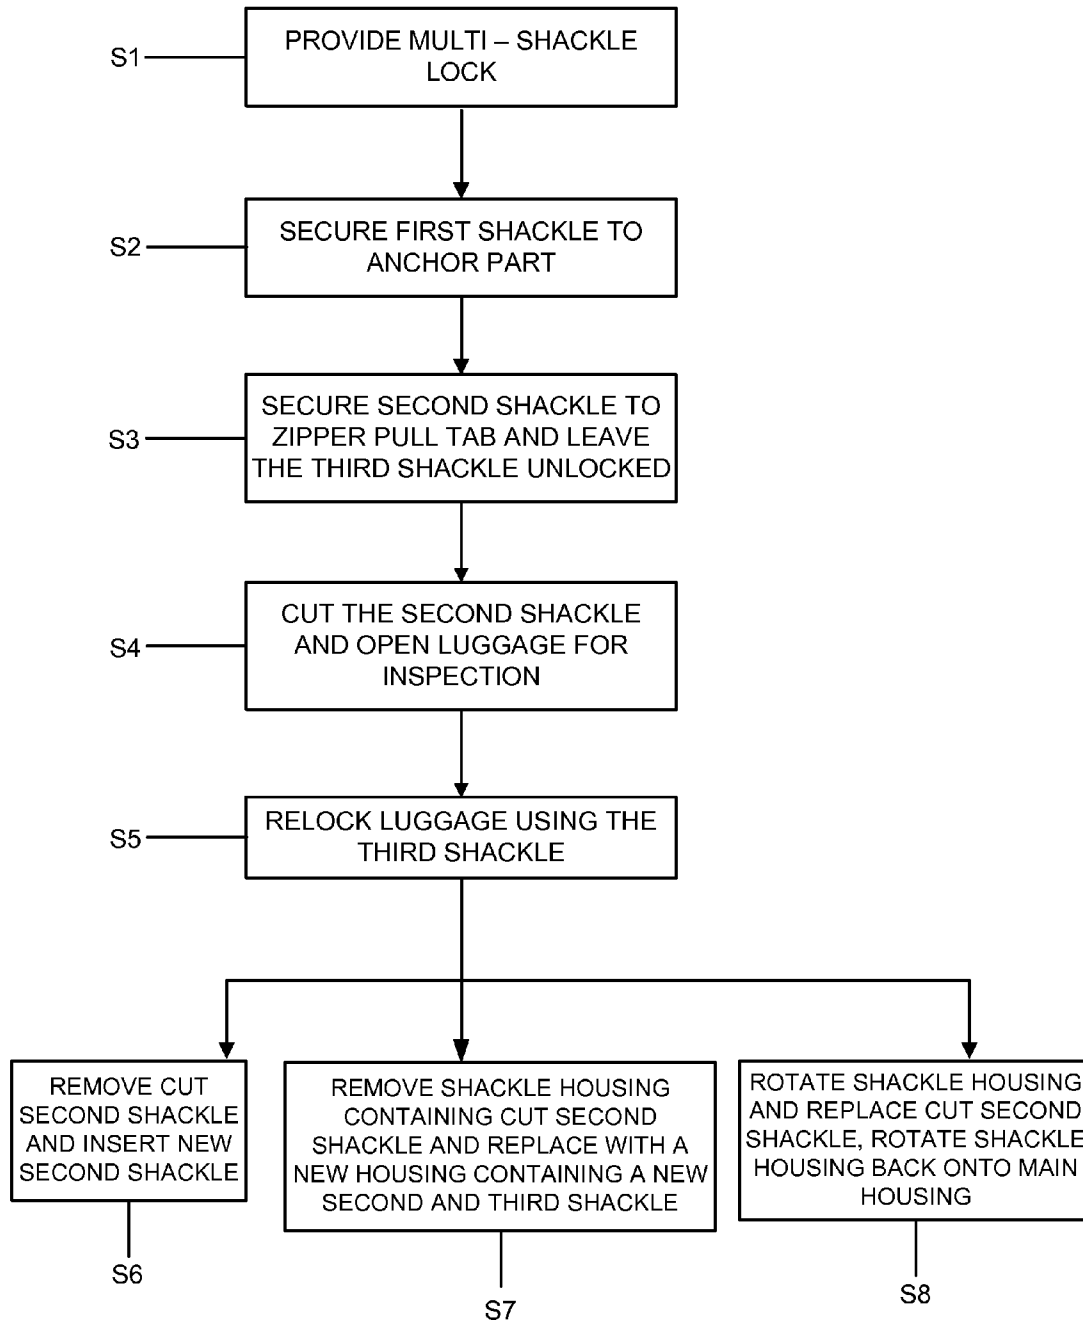 PROVIDE MULTI – SHACKLE
LOCK
S1
SECURE FIRST SHACKLE TO
ANCHOR PART
S2
SECURE SECOND SHACKLE TO
ZIPPER PULL TAB AND LEAVE
THE THIRD SHACKLE UNLOCKED
S3
CUT THE SECOND SHACKLE
AND OPEN LUGGAGE FOR
INSPECTION
S4
RELOCK LUGGAGE USING THE
THIRD SHACKLE
S5
REMOVE CUT
SECOND SHACKLE
AND INSERT NEW
SECOND SHACKLE
S6
REMOVE SHACKLE HOUSING
CONTAINING CUT SECOND
SHACKLE AND REPLACE WITH A
NEW HOUSING CONTAINING A NEW
SECOND AND THIRD SHACKLE
S7
ROTATE SHACKLE HOUSING
AND REPLACE CUT SECOND
SHACKLE, ROTATE SHACKLE
HOUSING BACK ONTO MAIN
HOUSING
S8